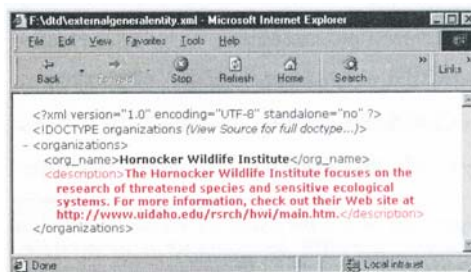 F:\dtd\externalgeneralentity.xml - Microsoft Internet Explorer
File Edit View Favorites Tools Help
Back Forward Stop Refresh Home Search » » Links »
<?xml version="1.0" encoding="UTF-8" standalone="no" ?>
<!DOCTYPE organizations (View Source for full doctype...)>
- <organizations>
<org_name>Hornocker Wildlife Institute</org_name>
<description>The Hornocker Wildlife Institute focuses on the
research of threatened species and sensitive ecological
systems. For more information, check out their Web site at
http://www.uidaho.edu/rsrch/hwi/main.htm.</description>
</organizations>
Done Local intranet